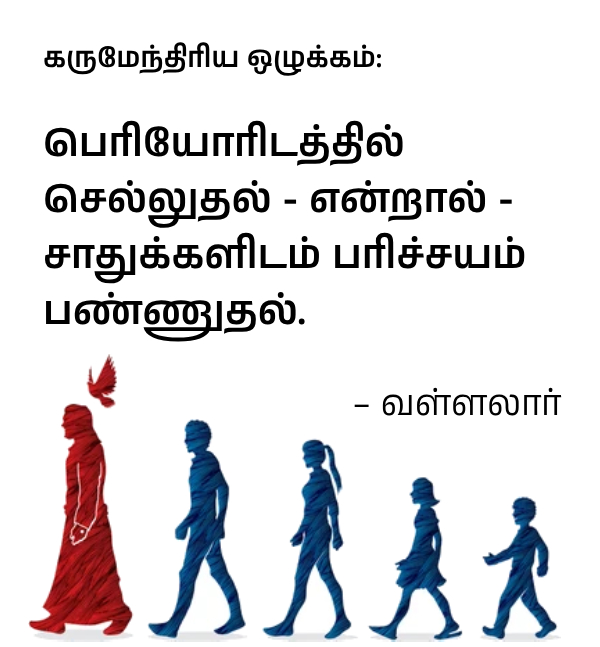 கருமேந்திரிய ஒழுக்கம்:
பெரியோரிடத்தில்
செல்லுதல் - என்றால் -
சாதுக்களிடம் பரிச்சயம்
பண்ணுதல்.
– வள்ளலார்